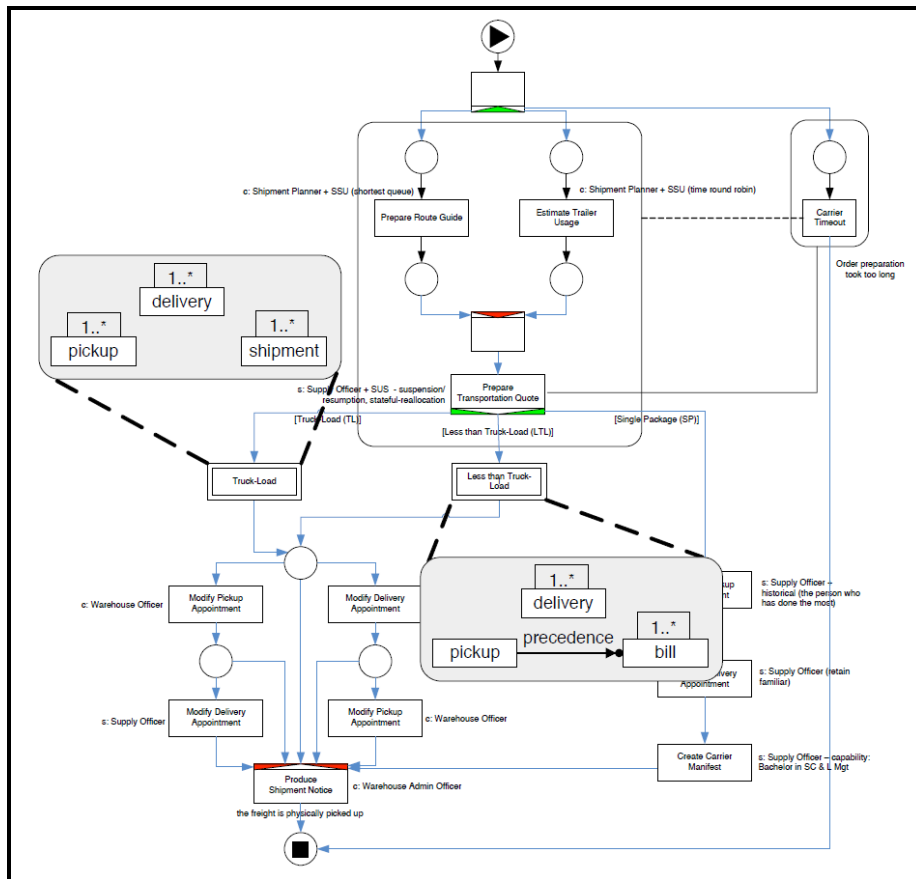 c: Shipment Planner + SSU (shortest queue)
c: Shipment Planner + SSU (time round robin)
Prepare Route Guide
Estimate Trailer
Usage
Carrier
Timeout
Order preparation
took too long
1..*
delivery
1..*
pickup
1..*
shipment
s: Supply Officer + SUS - suspension/
resumption, stateful-reallocation
Prepare
Transportation Quote
[Truck-Load (TL)]
[Less than Truck-Load (LTL)]
[Single Package (SP)]
Truck-Load
Less than Truck-
Load
1..*
delivery
precedence
pickup
1..*
bill
Modify Pickup
Appointment
Modify Delivery
Appointment
c: Warehouse Officer
s: Supply Officer –
historical (the person who
has done the most)
s: Supply Officer (retain
familiar)
Appointment
Modify Delivery
Appointment
Modify Pickup
Appointment
s: Supply Officer
c: Warehouse Officer
Create Carrier
Manifest
s: Supply Officer – capability:
Bachelor in SC & L Mgt
Produce
Shipment Notice
c: Warehouse Admin Officer
the freight is physically picked up